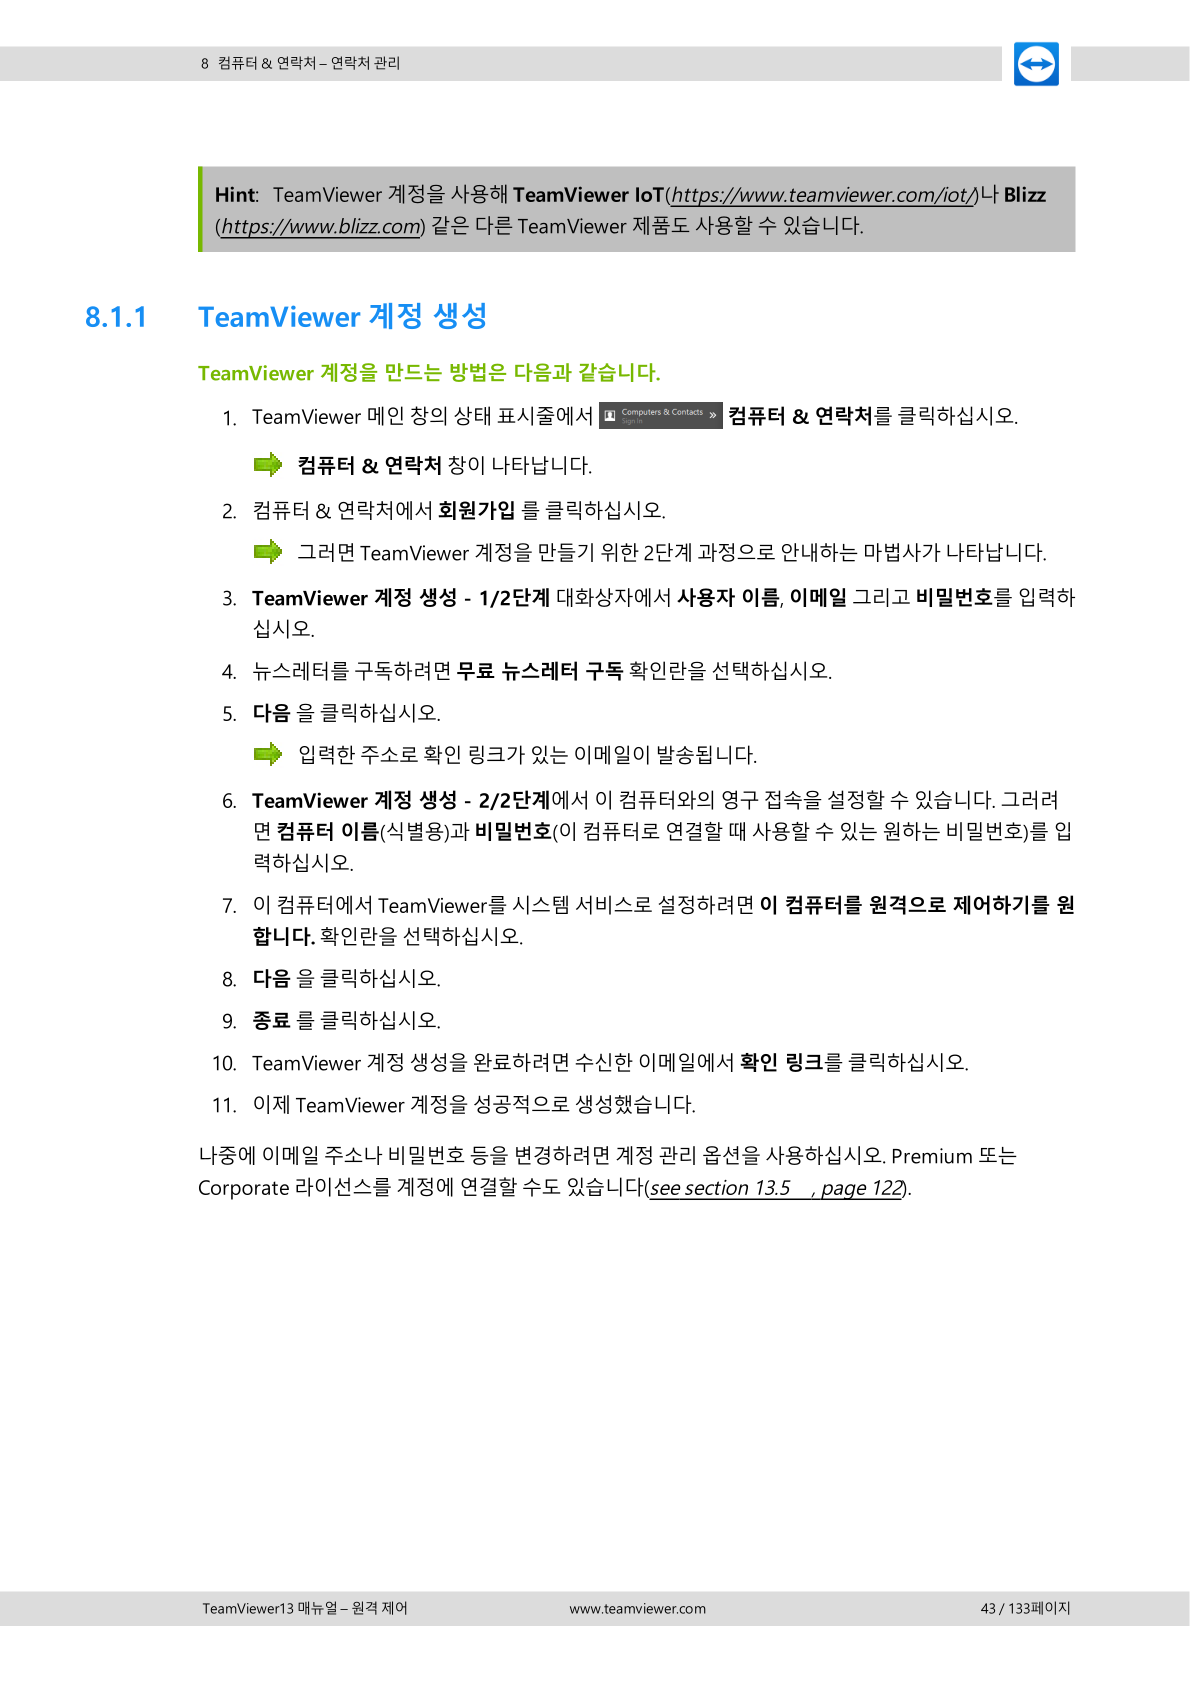 8 컴퓨터 & 연락처 – 연락처 관리
Hint: TeamViewer 계정을 사용해 TeamViewer IoT(https://www.teamviewer.com/iot/)나 Blizz
(https://www.blizz.com) 같은 다른 TeamViewer 제품도 사용할 수 있습니다.
8.1.1 TeamViewer 계정 생성
TeamViewer 계정을 만드는 방법은 다음과 같습니다.
1. TeamViewer 메인 창의 상태 표시줄에서 Computers & Contacts » 컴퓨터 & 연락처를 클릭하십시오.
Sign In
컴퓨터 & 연락처 창이 나타납니다.
2. 컴퓨터 & 연락처에서 회원가입 를 클릭하십시오.
그러면 TeamViewer 계정을 만들기 위한 2단계 과정으로 안내하는 마법사가 나타납니다.
3. TeamViewer 계정 생성 - 1/2단계 대화상자에서 사용자 이름, 이메일 그리고 비밀번호를 입력하
십시오.
4. 뉴스레터를 구독하려면 무료 뉴스레터 구독 확인란을 선택하십시오.
5. 다음 을 클릭하십시오.
입력한 주소로 확인 링크가 있는 이메일이 발송됩니다.
6. TeamViewer 계정 생성 - 2/2단계에서 이 컴퓨터와의 영구 접속을 설정할 수 있습니다. 그러려
면 컴퓨터 이름(식별용)과 비밀번호(이 컴퓨터로 연결할 때 사용할 수 있는 원하는 비밀번호)를 입
력하십시오.
7. 이 컴퓨터에서 TeamViewer를 시스템 서비스로 설정하려면 이 컴퓨터를 원격으로 제어하기를 원
합니다. 확인란을 선택하십시오.
8. 다음 을 클릭하십시오.
9. 종료 를 클릭하십시오.
10. TeamViewer 계정 생성을 완료하려면 수신한 이메일에서 확인 링크를 클릭하십시오.
11. 이제 TeamViewer 계정을 성공적으로 생성했습니다.
나중에 이메일 주소나 비밀번호 등을 변경하려면 계정 관리 옵션을 사용하십시오. Premium 또는
Corporate 라이선스를 계정에 연결할 수도 있습니다(see section 13.5 , page 122).
TeamViewer13 매뉴얼 – 원격 제어 www.teamviewer.com 43 / 133페이지